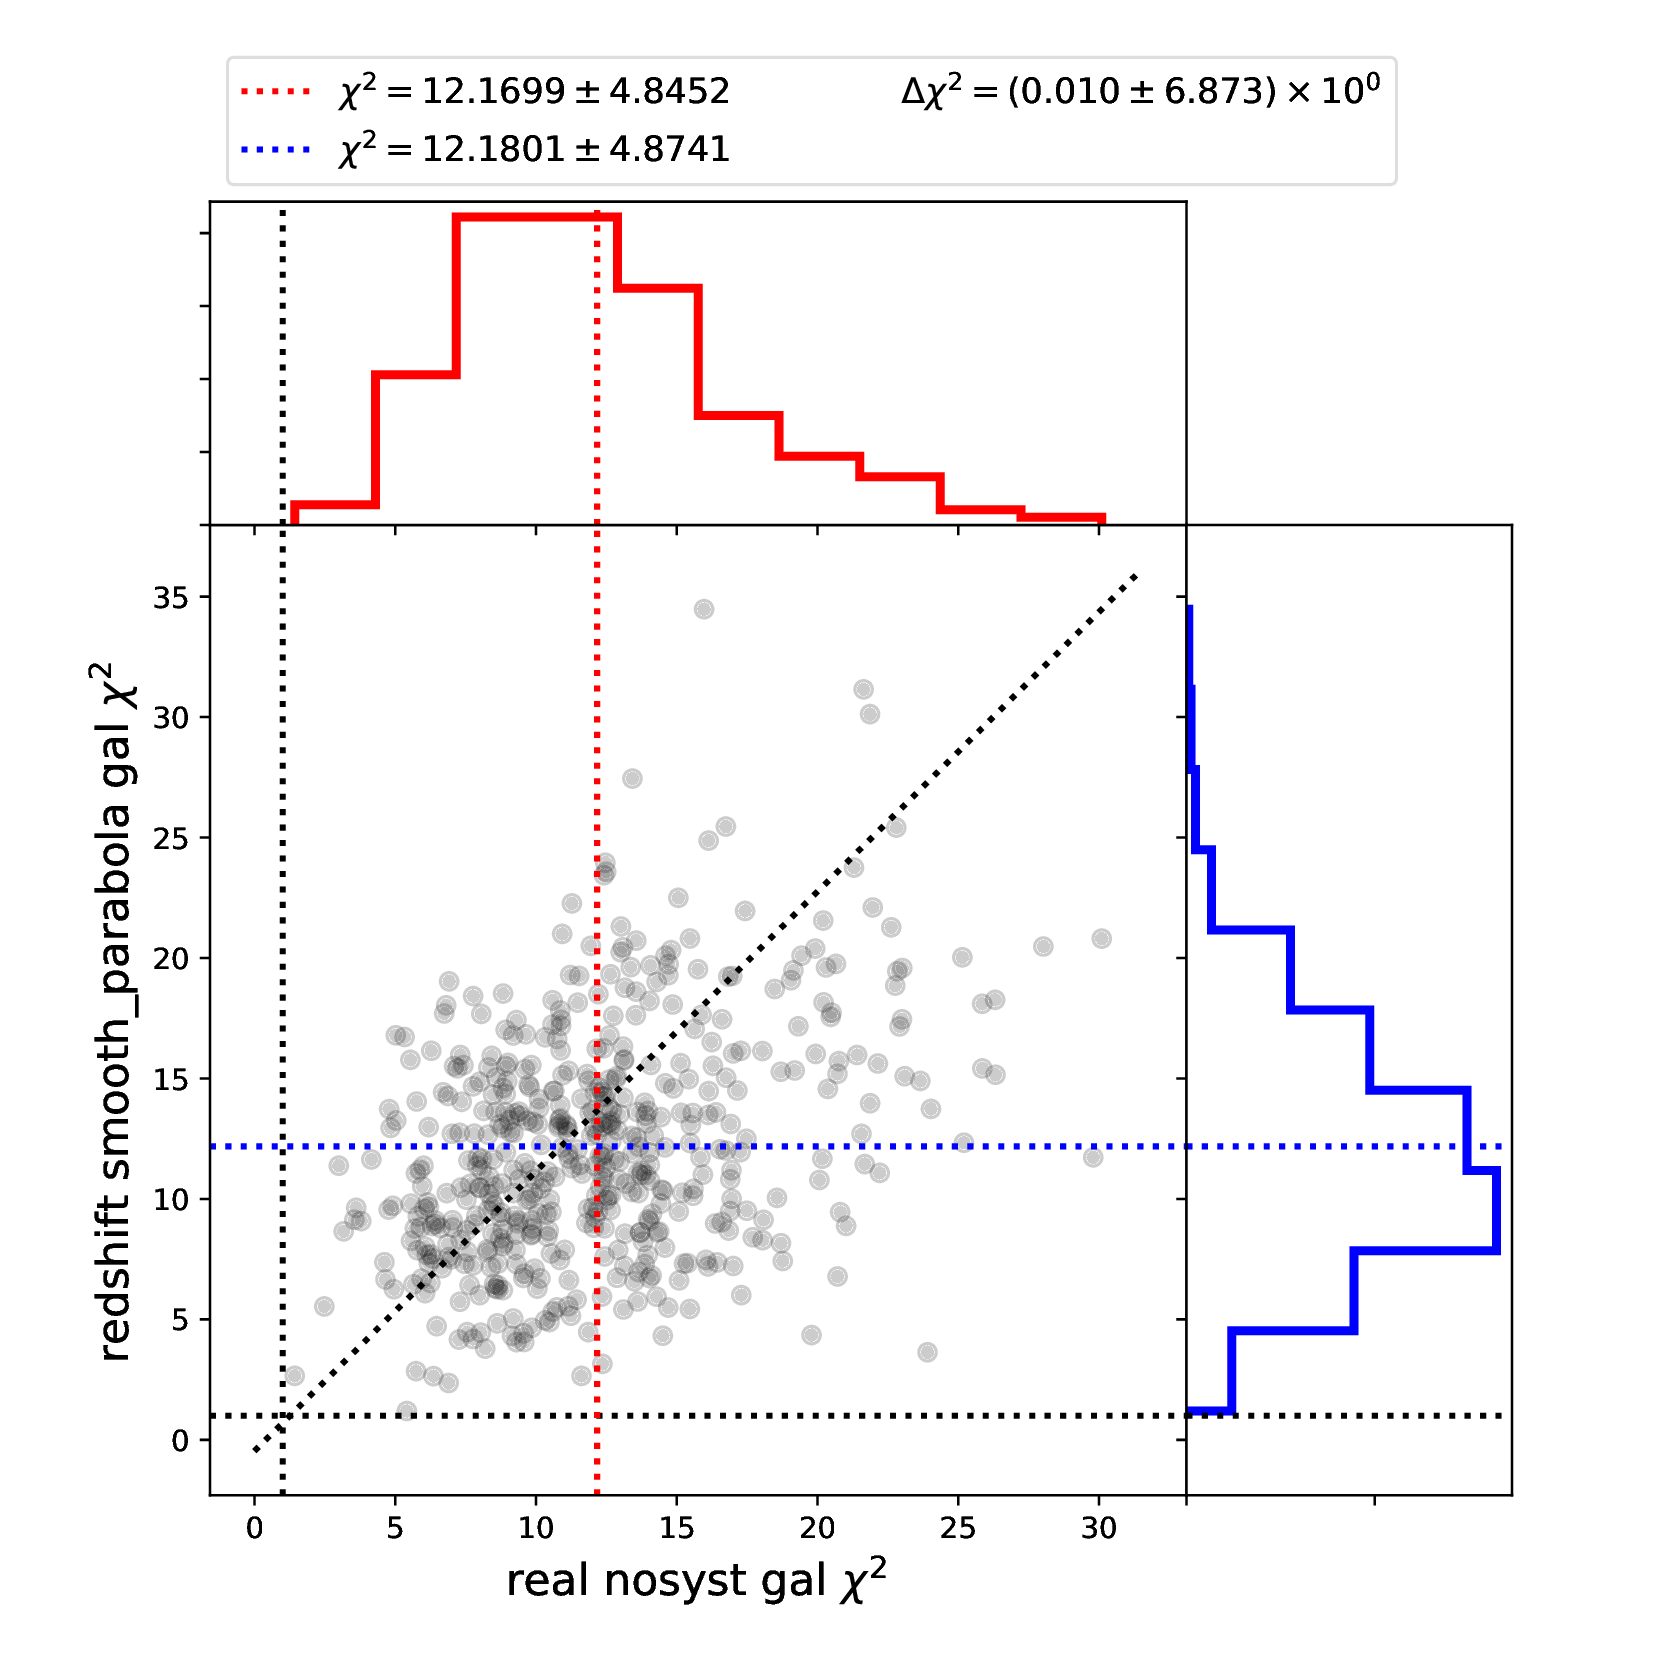 χ² = 12.1699 ± 4.8452
χ² = 12.1801 ± 4.8741
Δχ² = (0.010 ± 6.873) × 10⁰
35
30
25
20
15
10
5
0
redshift smooth_parabola gal χ²
0 5 10 15 20 25 30
real nosyst gal χ²